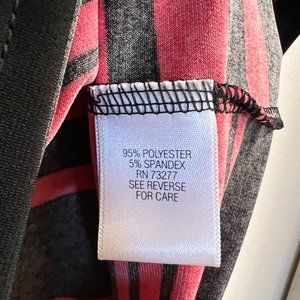 95% POLYESTER
5% SPANDEX
RN 73277
SEE REVERSE
FOR CARE